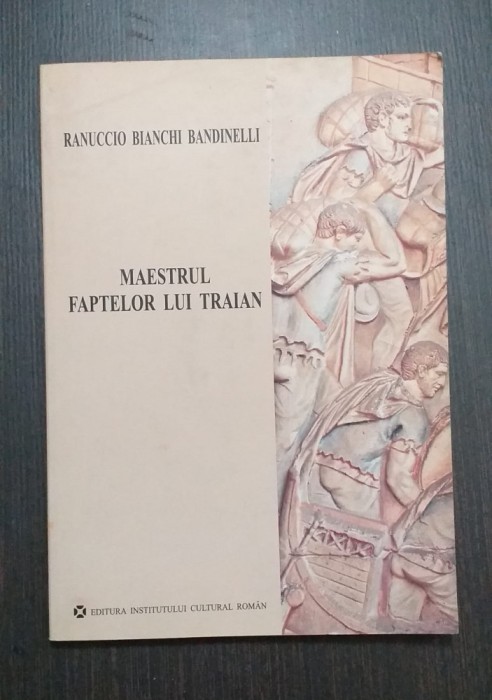 RANUCCIO BIANCHI BANDINELLI
MAESTRUL
FAPTELOR LUI TRAIAN
EDITURA INSTITUTULUI CULTURAL ROMÂN